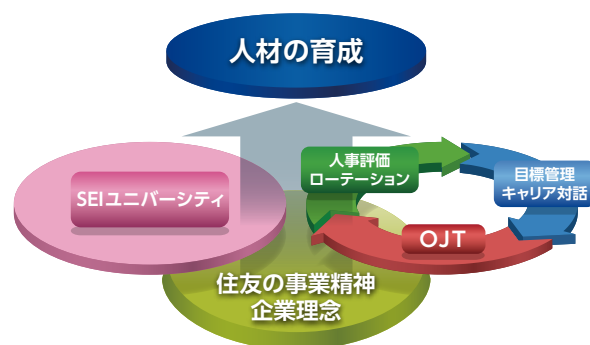 人材の育成
人事評価
ローテーション
目標管理
キャリア対話
SEIユニバーシティ
OJT
住友の事業精神
企業理念